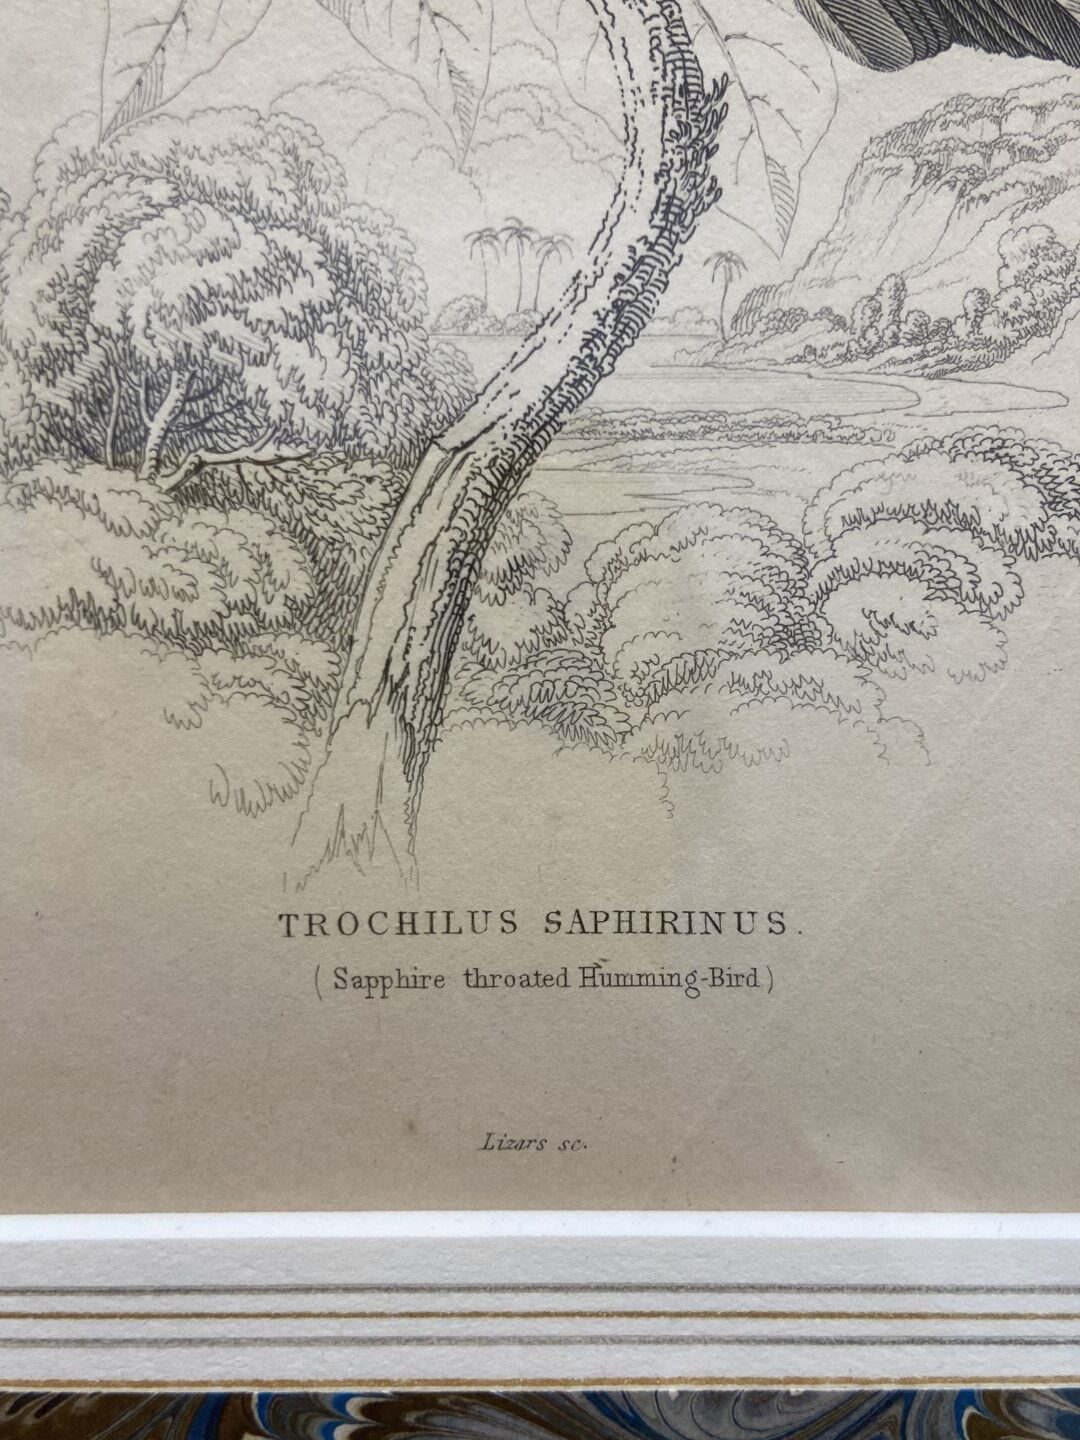 TROCHILUS SAPHIRINUS.
(Sapphire throated Humming-Bird)
Lizars sc.